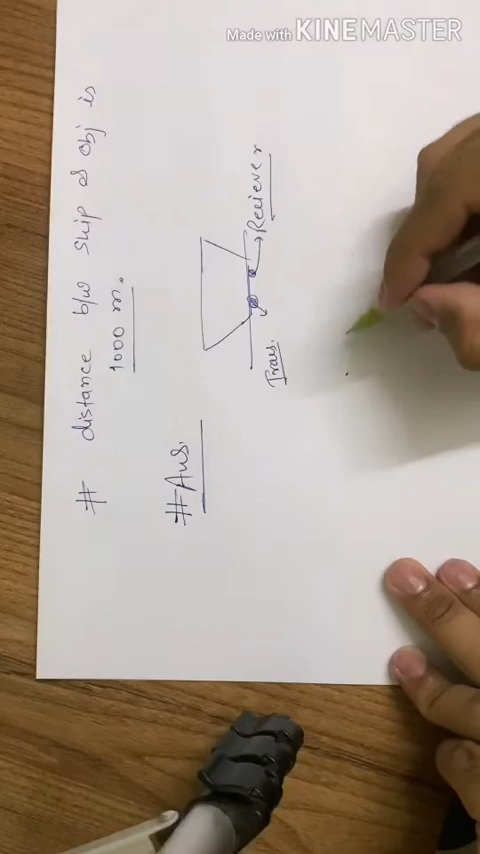 Made with KINEMASTER
# distance b/w ship & obj is
1000 m.
# Ans.
Reciever
Trans.